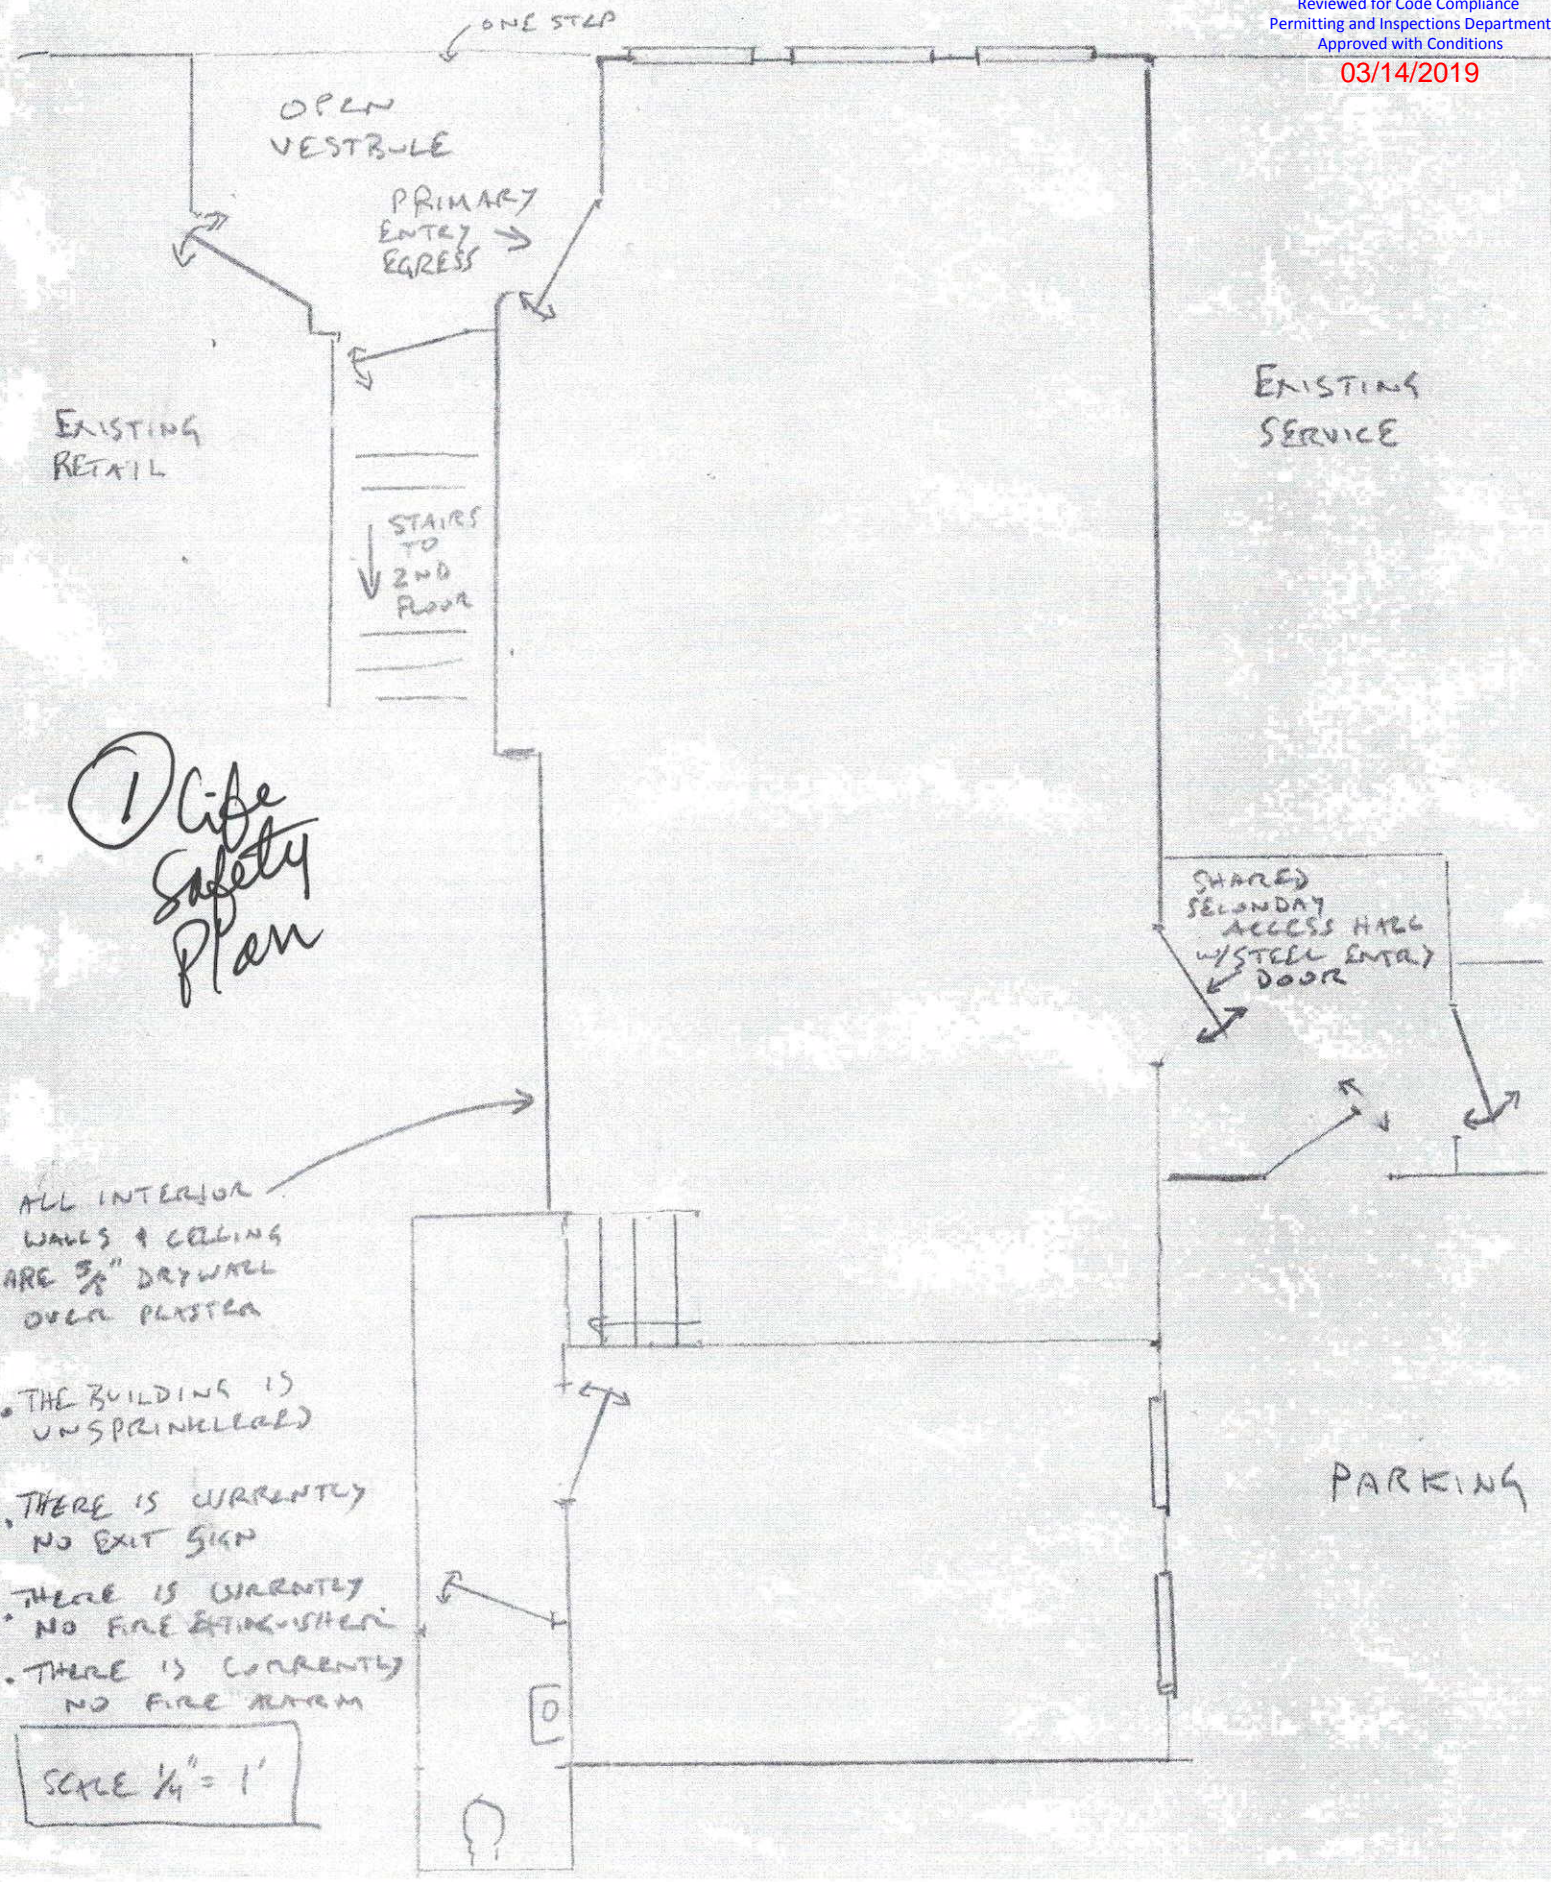 Reviewed for Code Compliance
Permitting and Inspections Department
Approved with Conditions
03/14/2019
ONE STEP
OPEN
VESTBULE
PRIMARY
ENTRY
EGRESS
EXISTING
RETAIL
EXISTING
SERVICE
STAIRS
TO
2ND
FLOOR
1 Life
Safety
Plan
SHARED
SECONDAY
ACCESS HALL
W/STEEL ENTRY
DOOR
ALL INTERIOR
WALLS & CEILING
ARE 5/8" DRYWALL
OVER PLASTER
• THE BUILDING IS
UNSPRINKLERED
• THERE IS CURRENTLY
NO EXIT SIGN
• THERE IS CURRENTLY
NO FIRE EXTINGUISHER
• THERE IS CURRENTLY
NO FIRE ALARM
PARKING
SCALE 1/4" = 1'